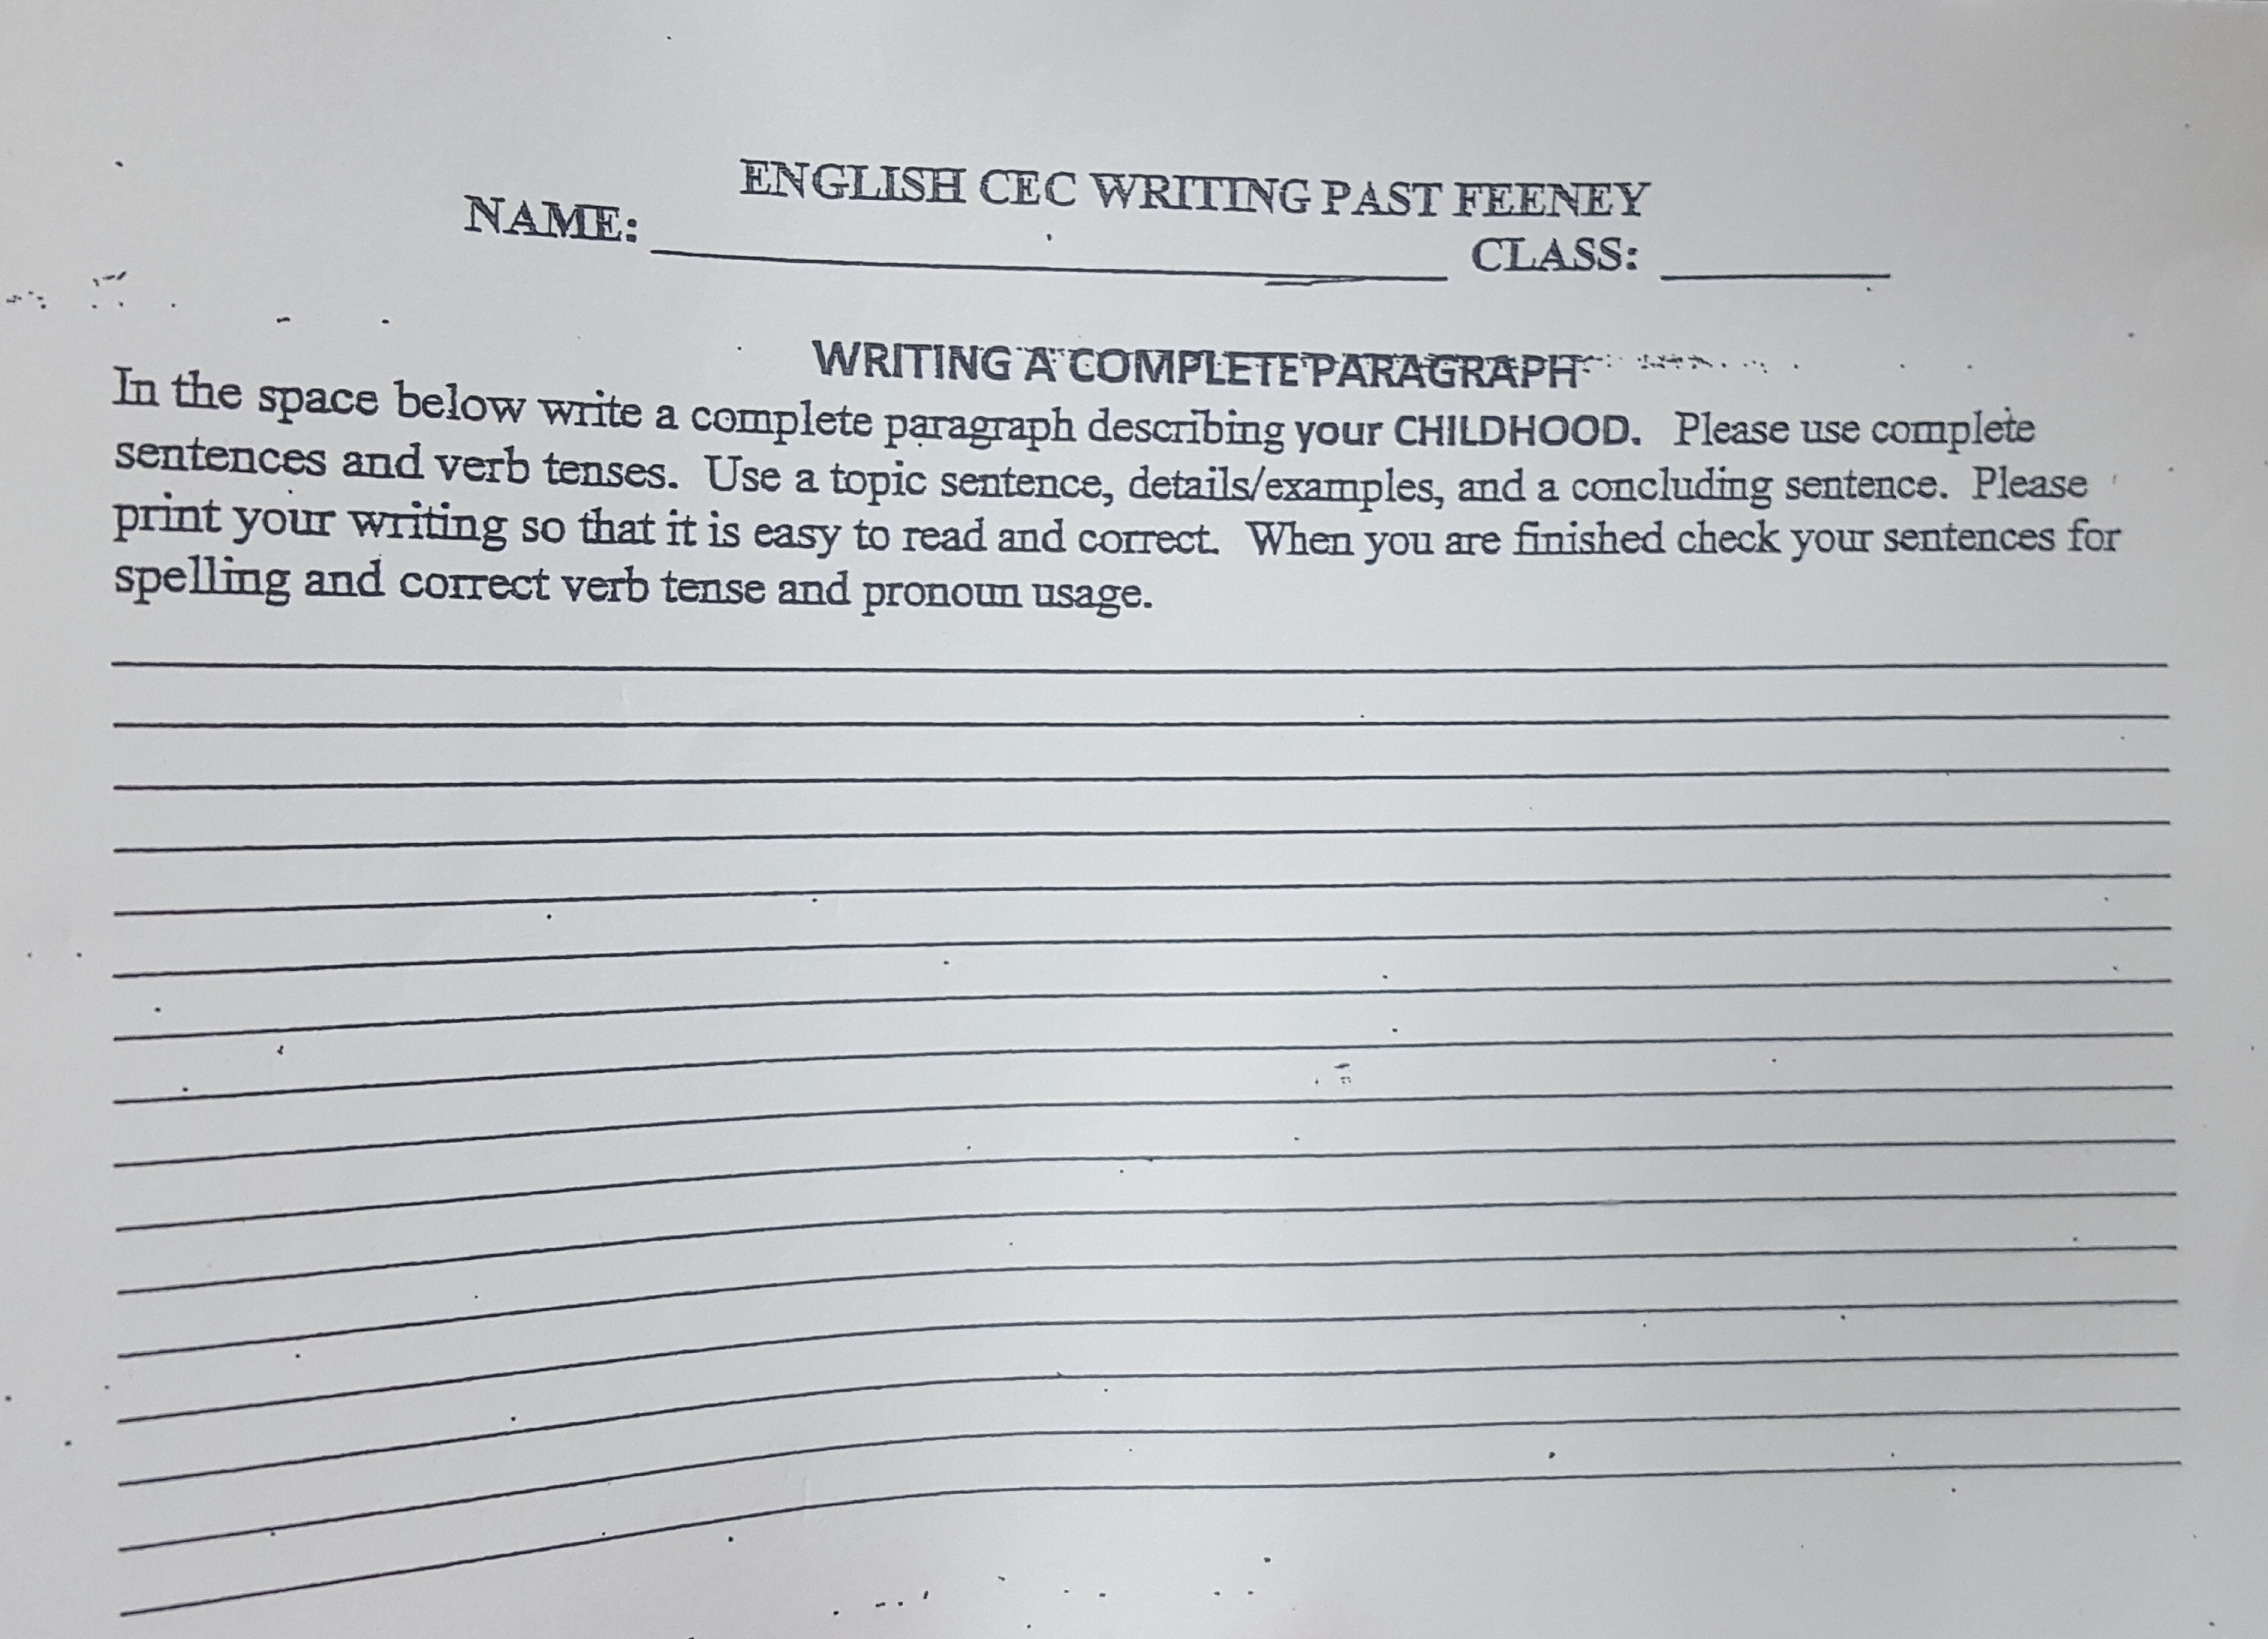 ENGLISH CEC WRITING PAST FEENEY
NAME: CLASS:
WRITING A COMPLETE PARAGRAPH
In the space below write a complete paragraph describing your CHILDHOOD. Please use complete
sentences and verb tenses. Use a topic sentence, details/examples, and a concluding sentence. Please
print your writing so that it is easy to read and correct. When you are finished check your sentences for
spelling and correct verb tense and pronoun usage.